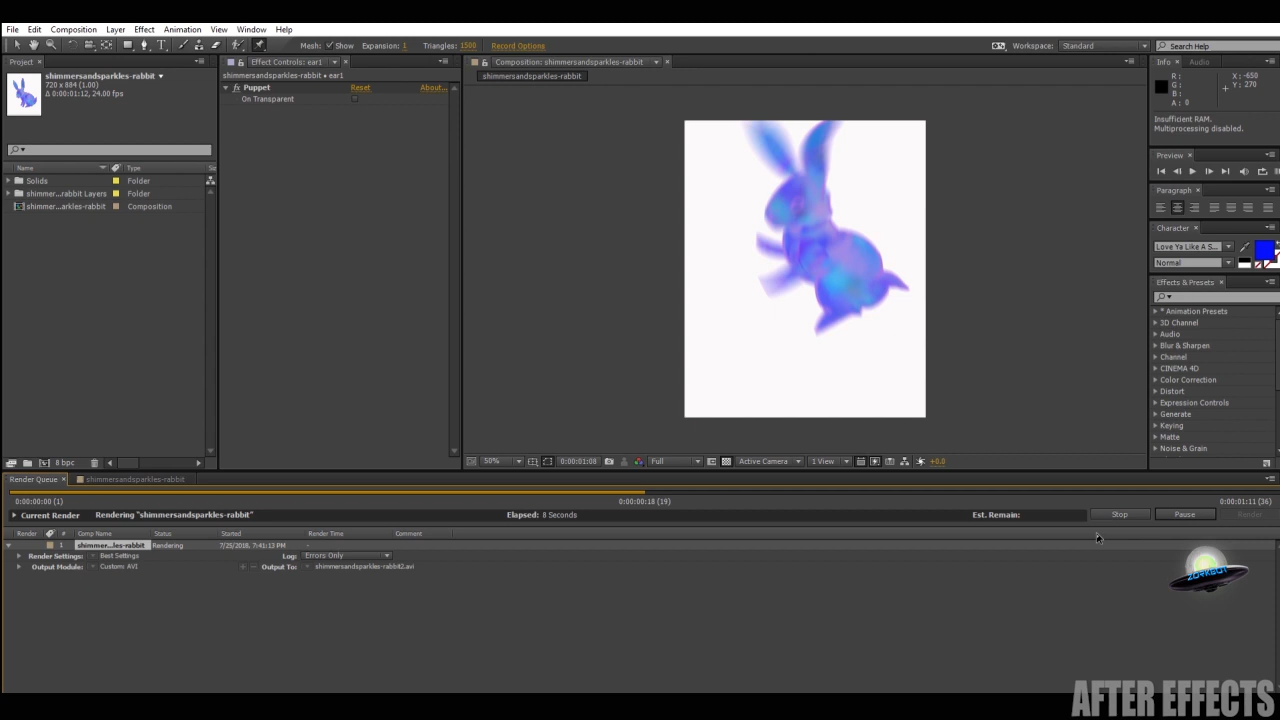 File Edit Composition Layer Effect Animation View Window Help
Mesh: Show Expansion: 1 Triangles: 1500 Record Options
Workspace: Standard
Search Help
Project
shimmersandsparkles-rabbit
720 x 884 (1.00)
Δ 0:00:01:12, 24.00 fps
Name Type Siz
Solids Folder
shimmer...rabbit Layers Folder
shimmer...arkles-rabbit Composition
8 bpc
Effect Controls: ear1
shimmersandsparkles-rabbit • ear1
fx Puppet Reset About...
On Transparent
Composition: shimmersandsparkles-rabbit
shimmersandsparkles-rabbit
50% 0:00:01:08 Full Active Camera 1 View +0.0
Info Audio
R: X: -650
G: Y: 270
B:
A: 0
Insufficient RAM.
Multiprocessing disabled.
Preview
Paragraph
Character
Love Ya Like A S...
Normal
Effects & Presets
* Animation Presets
3D Channel
Audio
Blur & Sharpen
Channel
CINEMA 4D
Color Correction
Distort
Expression Controls
Generate
Keying
Matte
Noise & Grain
Render Queue shimmersandsparkles-rabbit
0:00:00:00 (1) 0:00:00:18 (19) 0:00:01:11 (36)
Current Render Rendering "shimmersandsparkles-rabbit" Elapsed: 8 Seconds Est. Remain: Stop Pause Render
Render # Comp Name Status Started Render Time Comment
1 shimmer...les-rabbit Rendering 7/25/2018, 7:41:13 PM -
Render Settings: Best Settings Log: Errors Only
Output Module: Custom: AVI Output To: shimmersandsparkles-rabbit2.avi
ZORKBOT
AFTER EFFECTS